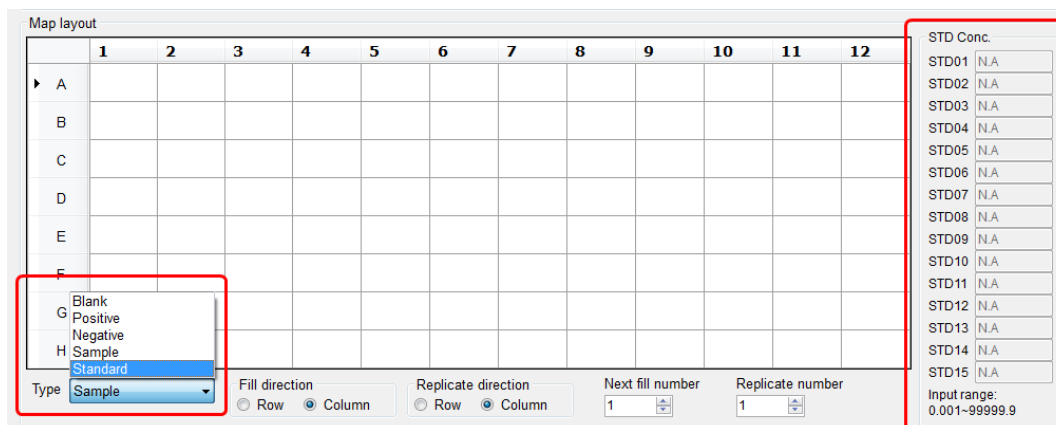 Map layout
1 2 3 4 5 6 7 8 9 10 11 12
A
B
C
D
E
F
G
H
Blank
Positive
Negative
Sample
Standard
Type Sample
Fill direction
Row Column
Replicate direction
Row Column
Next fill number
1
Replicate number
1
STD Conc.
STD01 N.A
STD02 N.A
STD03 N.A
STD04 N.A
STD05 N.A
STD06 N.A
STD07 N.A
STD08 N.A
STD09 N.A
STD10 N.A
STD11 N.A
STD12 N.A
STD13 N.A
STD14 N.A
STD15 N.A
Input range:
0.001~99999.9